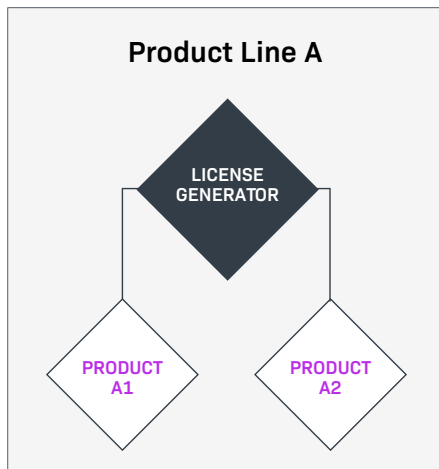 Product Line A
LICENSE
GENERATOR
PRODUCT
A1
PRODUCT
A2